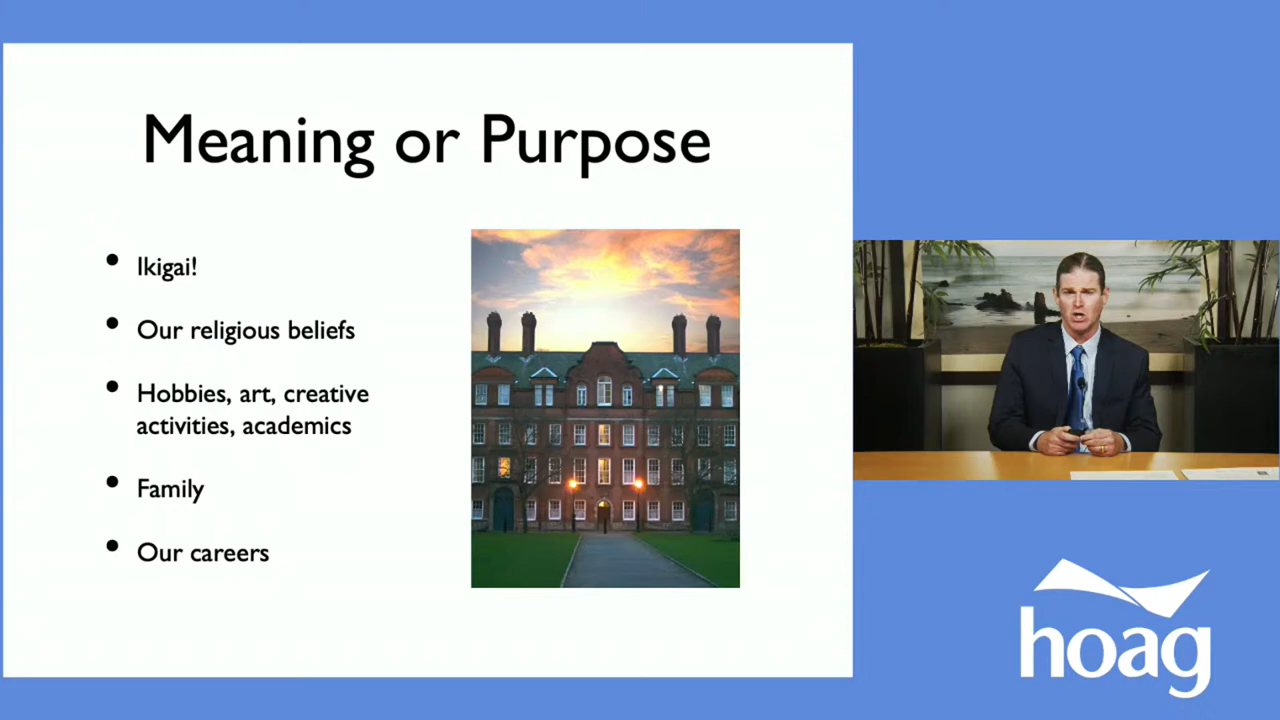 Meaning or Purpose
Ikigai!
Our religious beliefs
Hobbies, art, creative
activities, academics
Family
Our careers
hoag